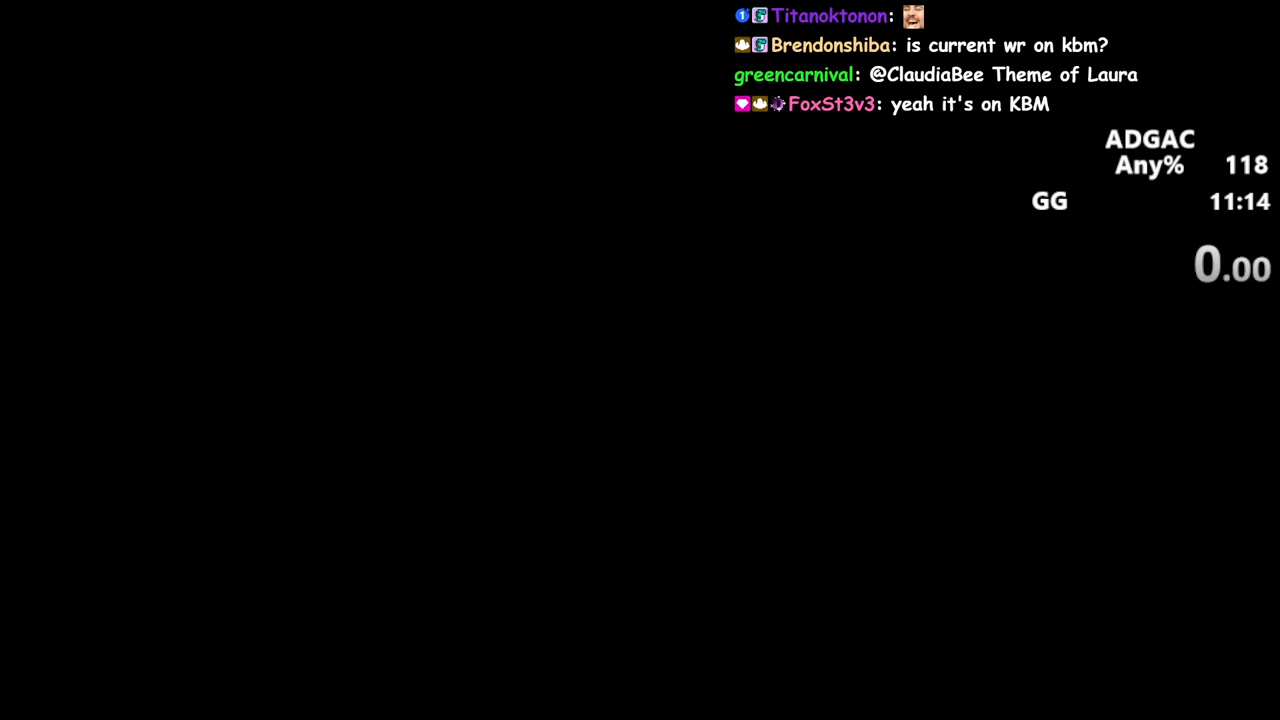 Titanoktonon:
Brendonshiba: is current wr on kbm?
greencarnival: @ClaudiaBee Theme of Laura
FoxSt3v3: yeah it's on KBM
ADGAC
Any% 118
GG 11:14
0.00